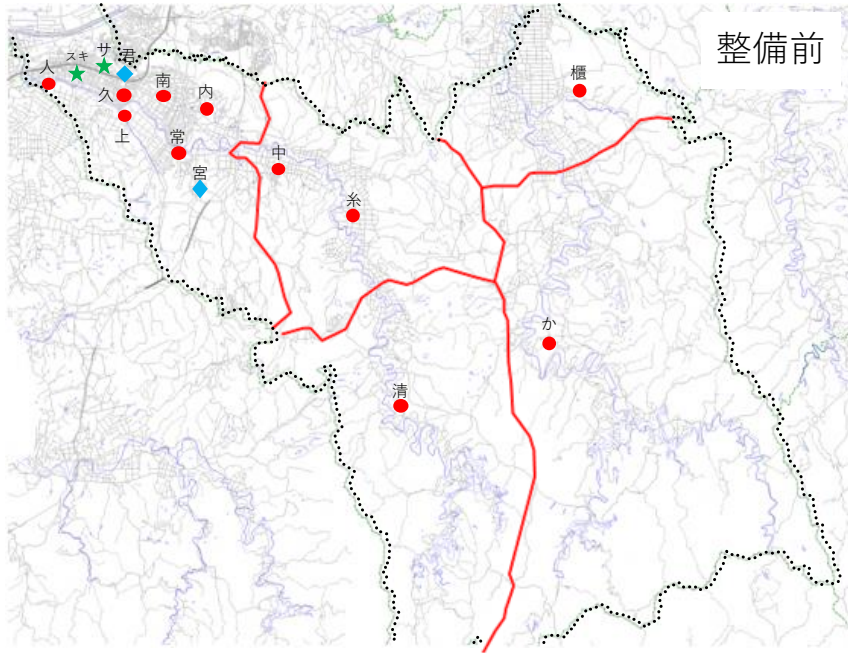 整備前
サ
君
スキ
人
久
南
内
上
常
宮
中
糸
櫃
か
清